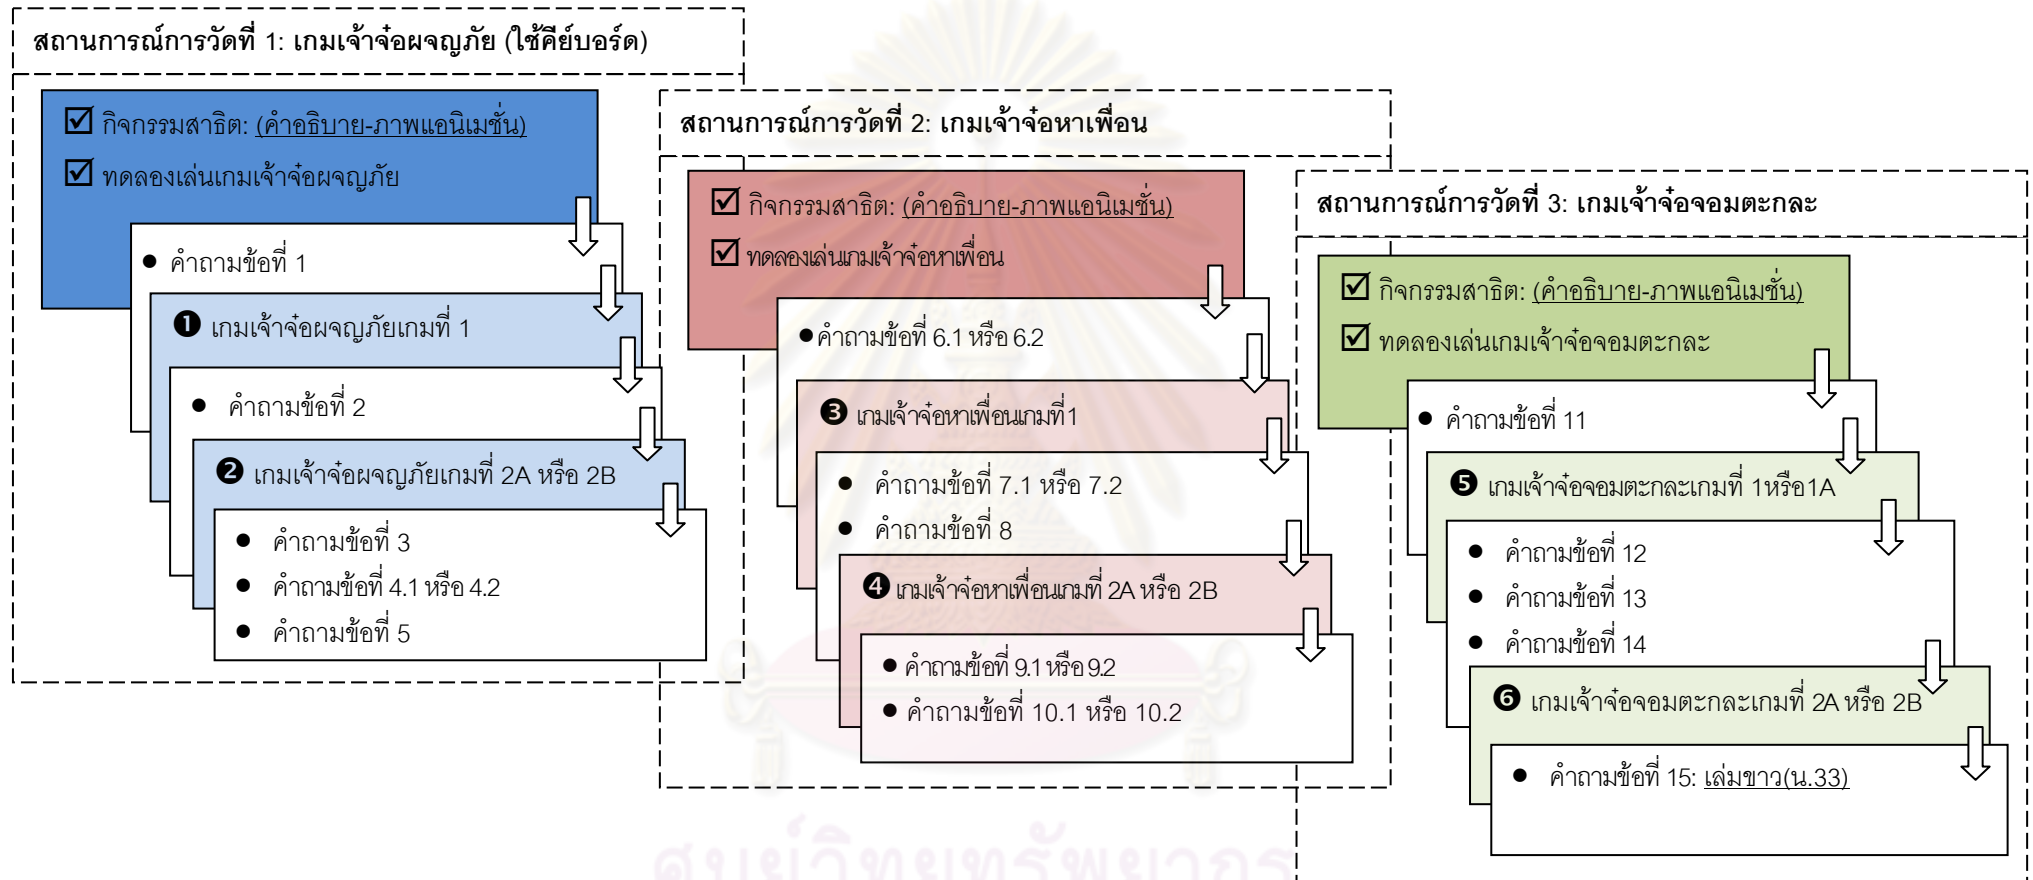 สถานการณ์การวัดที่ 1: เกมเจ้าจ๋อผจญภัย (ใช้คีย์บอร์ด)
☑ กิจกรรมสาธิต: (คำอธิบาย-ภาพแอนิเมชั่น)
☑ ทดลองเล่นเกมเจ้าจ๋อผจญภัย
● คำถามข้อที่ 1
❶ เกมเจ้าจ๋อผจญภัยเกมที่ 1
● คำถามข้อที่ 2
❷ เกมเจ้าจ๋อผจญภัยเกมที่ 2A หรือ 2B
● คำถามข้อที่ 3
● คำถามข้อที่ 4.1 หรือ 4.2
● คำถามข้อที่ 5
สถานการณ์การวัดที่ 2: เกมเจ้าจ๋อหาเพื่อน
☑ กิจกรรมสาธิต: (คำอธิบาย-ภาพแอนิเมชั่น)
☑ ทดลองเล่นเกมเจ้าจ๋อหาเพื่อน
● คำถามข้อที่ 6.1 หรือ 6.2
❸ เกมเจ้าจ๋อหาเพื่อนเกมที่1
● คำถามข้อที่ 7.1 หรือ 7.2
● คำถามข้อที่ 8
❹ เกมเจ้าจ๋อหาเพื่อนเกมที่ 2A หรือ 2B
● คำถามข้อที่ 9.1 หรือ 9.2
● คำถามข้อที่ 10.1 หรือ 10.2
สถานการณ์การวัดที่ 3: เกมเจ้าจ๋อจอมตะกละ
☑ กิจกรรมสาธิต: (คำอธิบาย-ภาพแอนิเมชั่น)
☑ ทดลองเล่นเกมเจ้าจ๋อจอมตะกละ
● คำถามข้อที่ 11
❺ เกมเจ้าจ๋อจอมตะกละเกมที่ 1หรือ1A
● คำถามข้อที่ 12
● คำถามข้อที่ 13
● คำถามข้อที่ 14
❻ เกมเจ้าจ๋อจอมตะกละเกมที่ 2A หรือ 2B
● คำถามข้อที่ 15: เล่มขาว(น.33)
ศูนย์วิทยทรัพยากร